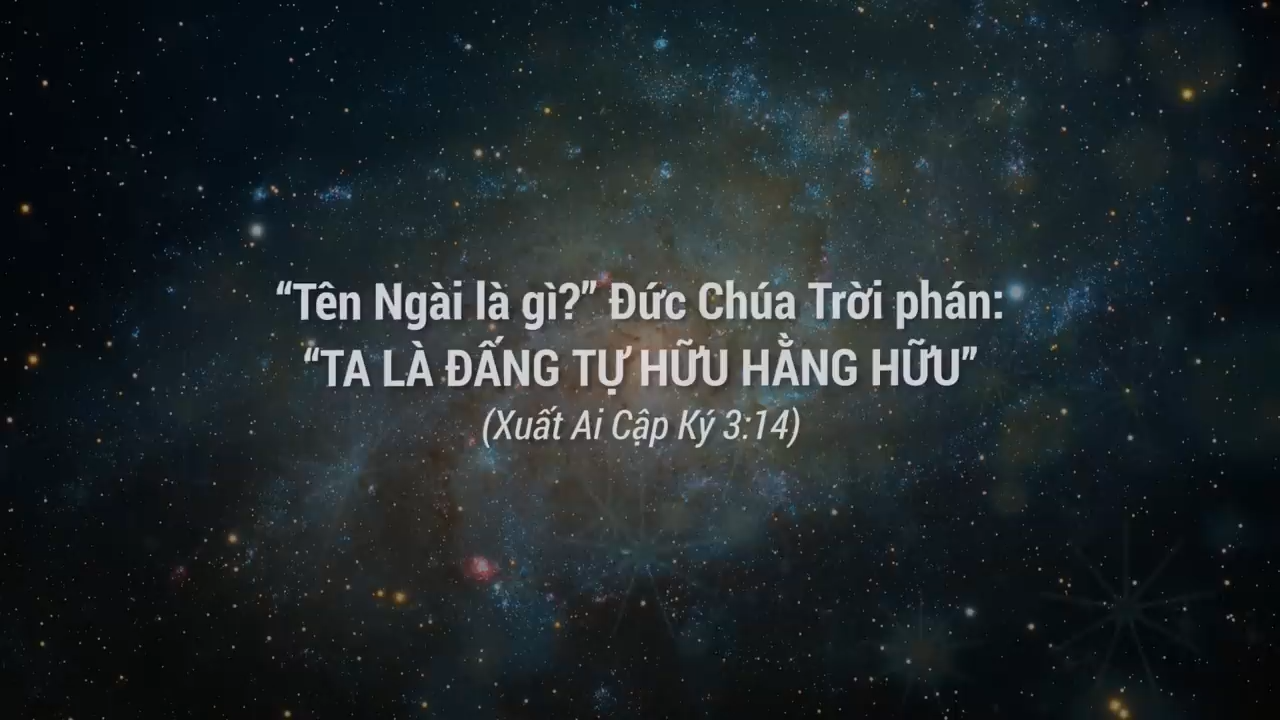 “Tên Ngài là gì?” Đức Chúa Trời phán:
“TA LÀ ĐẤNG TỰ HỮU HẰNG HỮU”
(Xuất Ai Cập Ký 3:14)